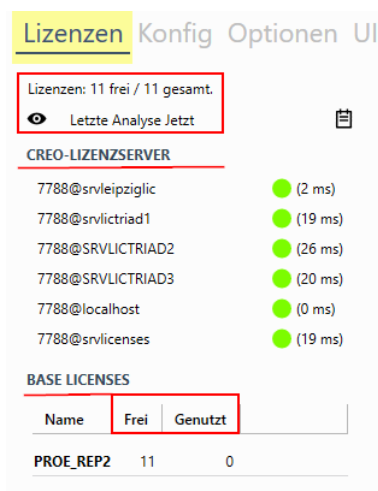 Lizenzen Konfig Optionen UI
Lizenzen: 11 frei / 11 gesamt.
Letzte Analyse Jetzt
CREO-LIZENZSERVER
7788@srvleipziglic (2 ms)
7788@srvlictriad1 (19 ms)
7788@SRVLICTRIAD2 (26 ms)
7788@SRVLICTRIAD3 (20 ms)
7788@localhost (0 ms)
7788@srvlicenses (19 ms)
BASE LICENSES
Name Frei Genutzt
PROE_REP2 11 0